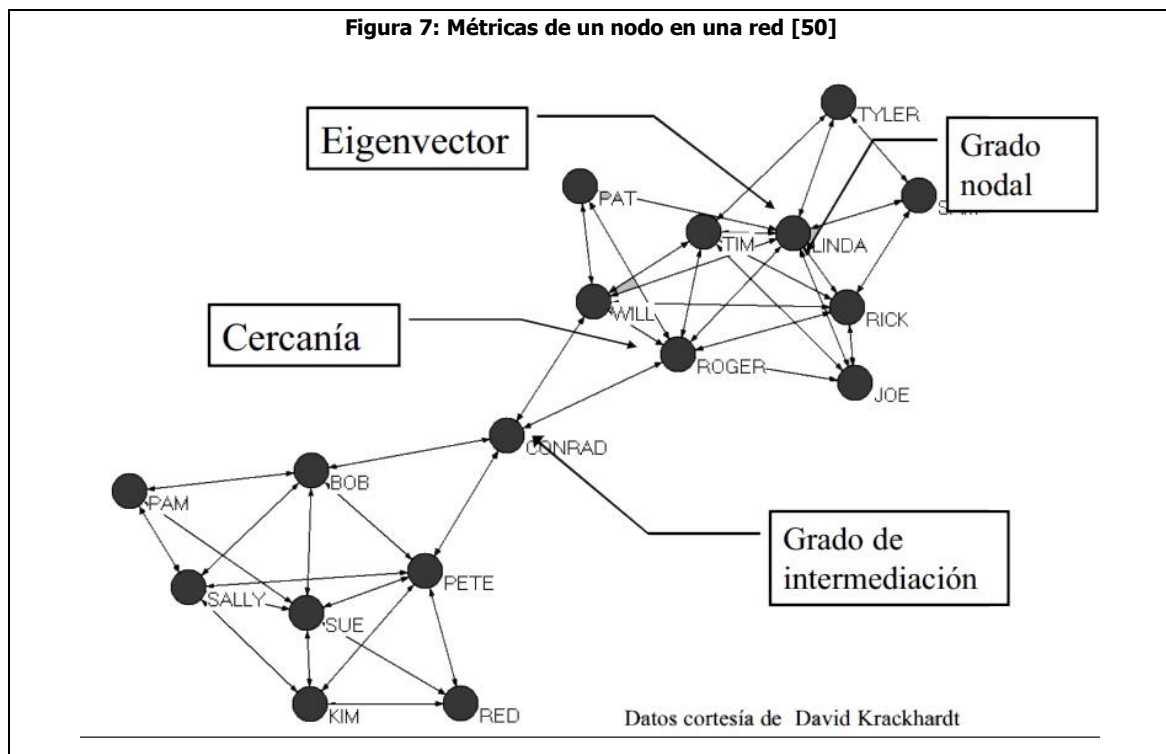 Figura 7: Métricas de un nodo en una red [50]
TYLER
Eigenvector
Grado
nodal
PAT
TIM
LINDA
WILL
RICK
Cercanía
ROGER
JOE
CONRAD
BOB
PAM
Grado de
intermediación
PETE
SALLY
SUE
KIM
RED
Datos cortesía de David Krackhardt